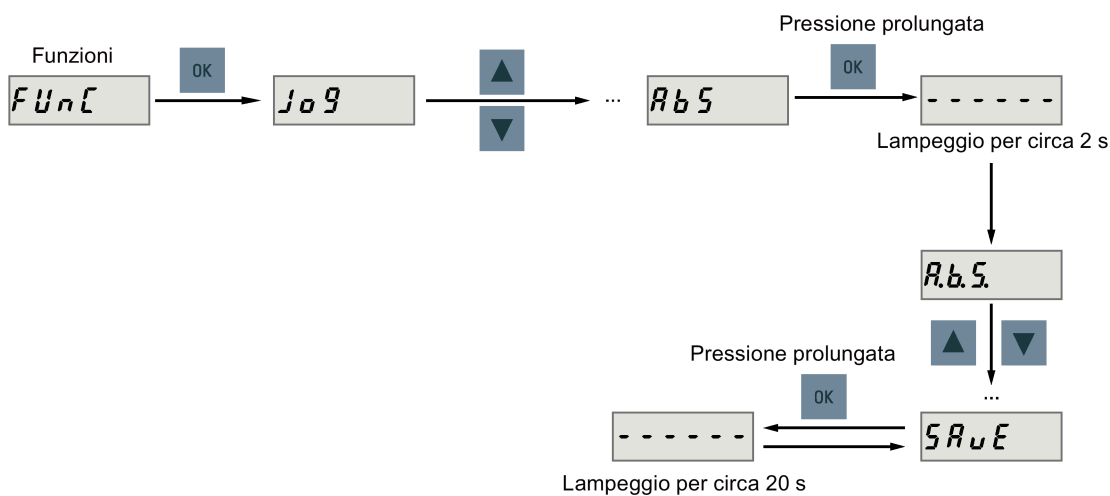 Pressione prolungata
Funzioni
OK
OK
FUnC
Jog
...
AbS
------
Lampeggio per circa 2 s
A.b.S.
Pressione prolungata
OK
...
------
SAvE
Lampeggio per circa 20 s